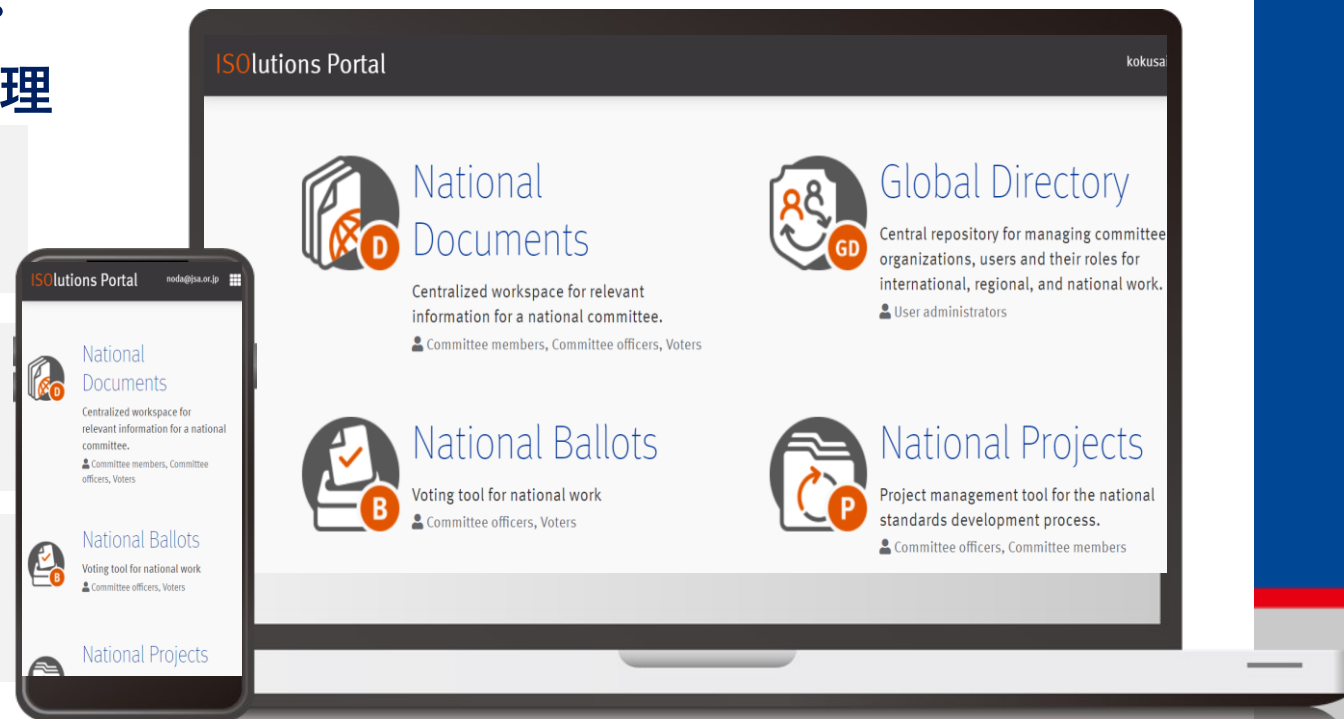 理
ISOlutions Portal
kokusai
National
Documents
Centralized workspace for relevant
information for a national committee.
Committee members, Committee officers, Voters
D
Global Directory
Central repository for managing committee
organizations, users and their roles for
international, regional, and national work.
User administrators
GD
National Ballots
Voting tool for national work
Committee officers, Voters
B
National Projects
Project management tool for the national
standards development process.
Committee officers, Committee members
P
ISOlutions Portal noda@jsa.or.jp
National
Documents
Centralized workspace for
relevant information for a national
committee.
Committee members, Committee
officers, Voters
D
National Ballots
Voting tool for national work
Committee officers, Voters
B
National Projects